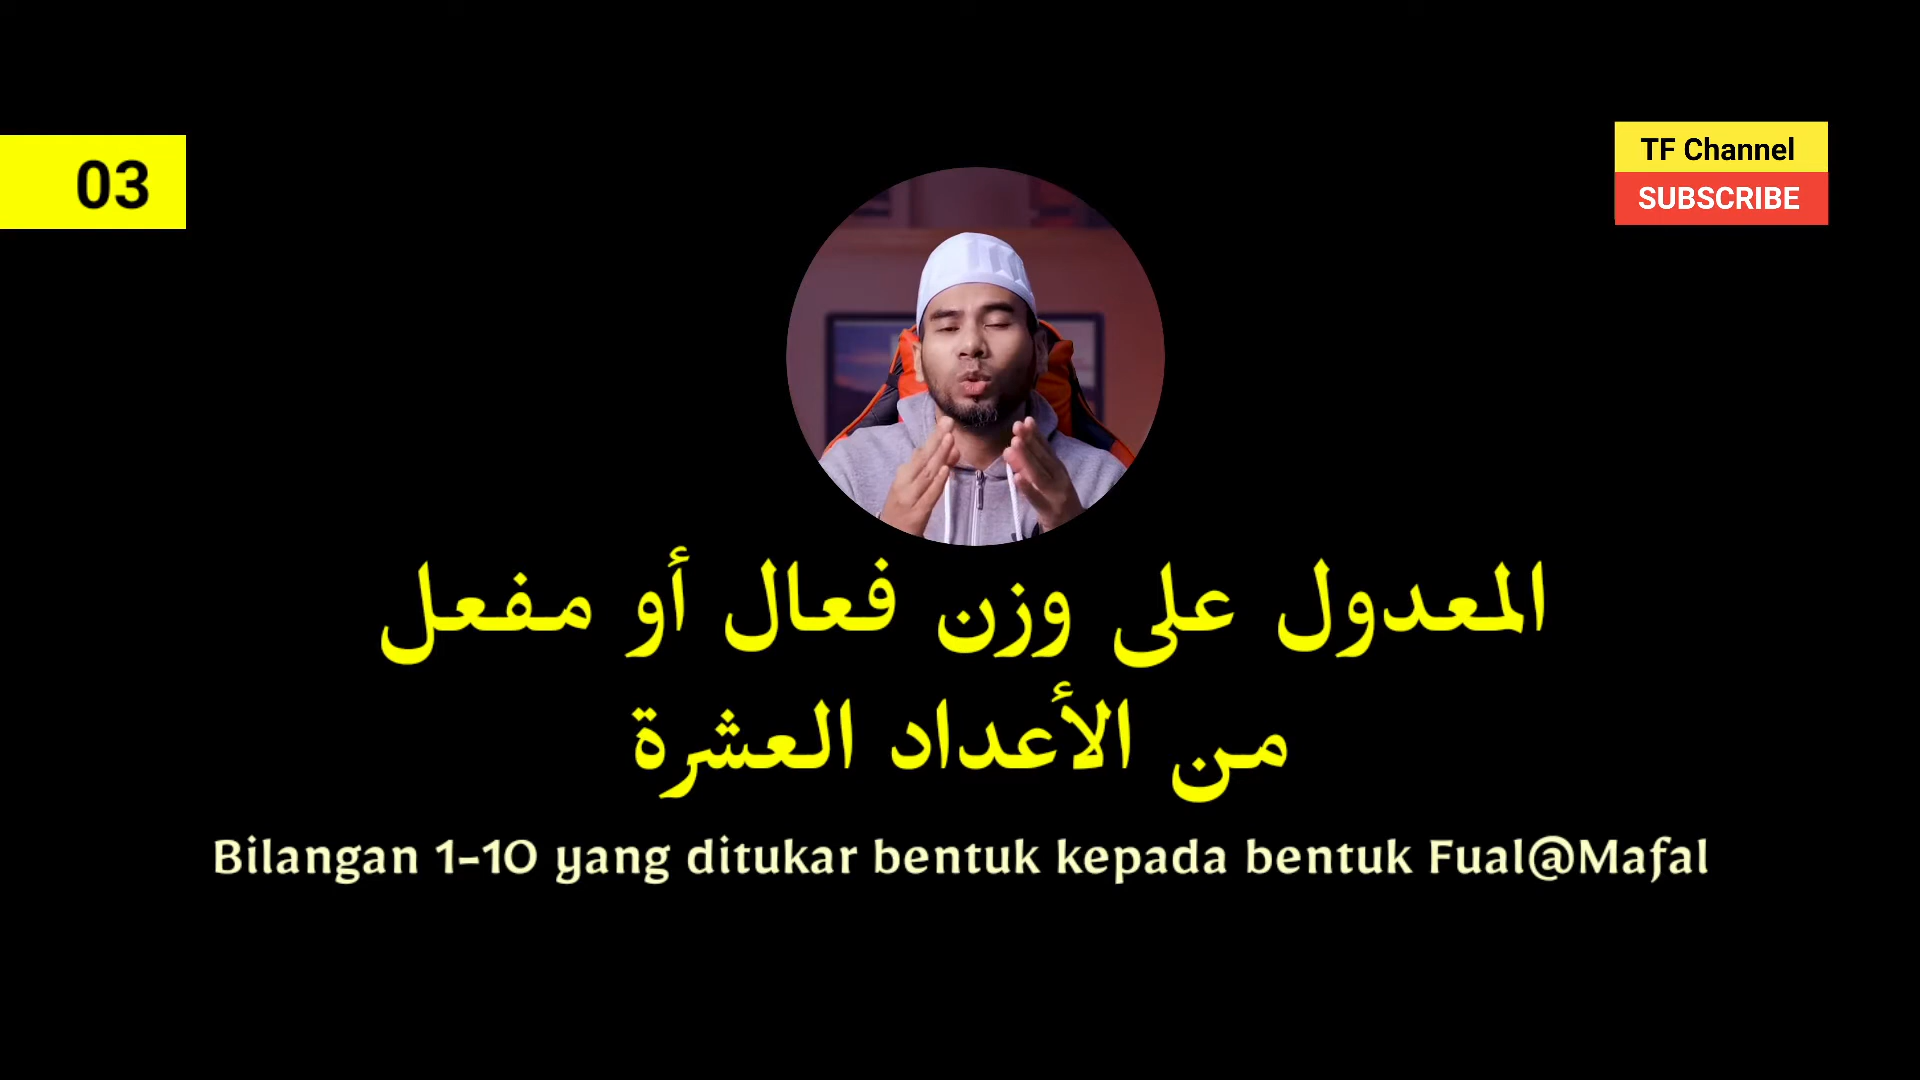 03
TF Channel
SUBSCRIBE
المعدول على وزن فعال أو مفعل
من الأعداد العشرة
Bilangan 1-10 yang ditukar bentuk kepada bentuk Fual@Mafal